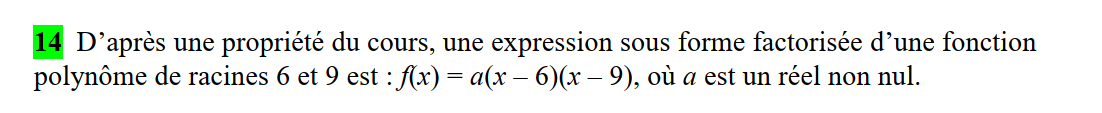 14 D’après une propriété du cours, une expression sous forme factorisée d’une fonction
polynôme de racines 6 et 9 est : f(x) = a(x – 6)(x – 9), où a est un réel non nul.